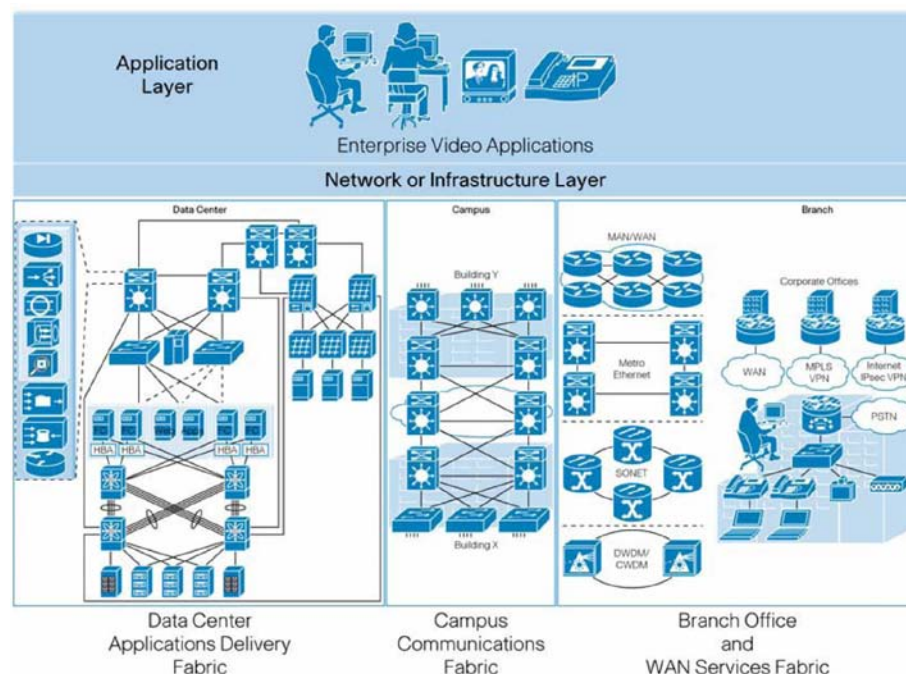 Application
Layer
Enterprise Video Applications
Network or Infrastructure Layer
Data Center
HBA HBA HBA HBA
Campus
Building Y
Building X
Branch
MAN/WAN
Metro
Ethernet
SONET
DWDM/
CWDM
Corporate Offices
WAN
MPLS
VPN
Internet
IPsec VPN
PSTN
Data Center
Applications Delivery
Fabric
Campus
Communications
Fabric
Branch Office
and
WAN Services Fabric